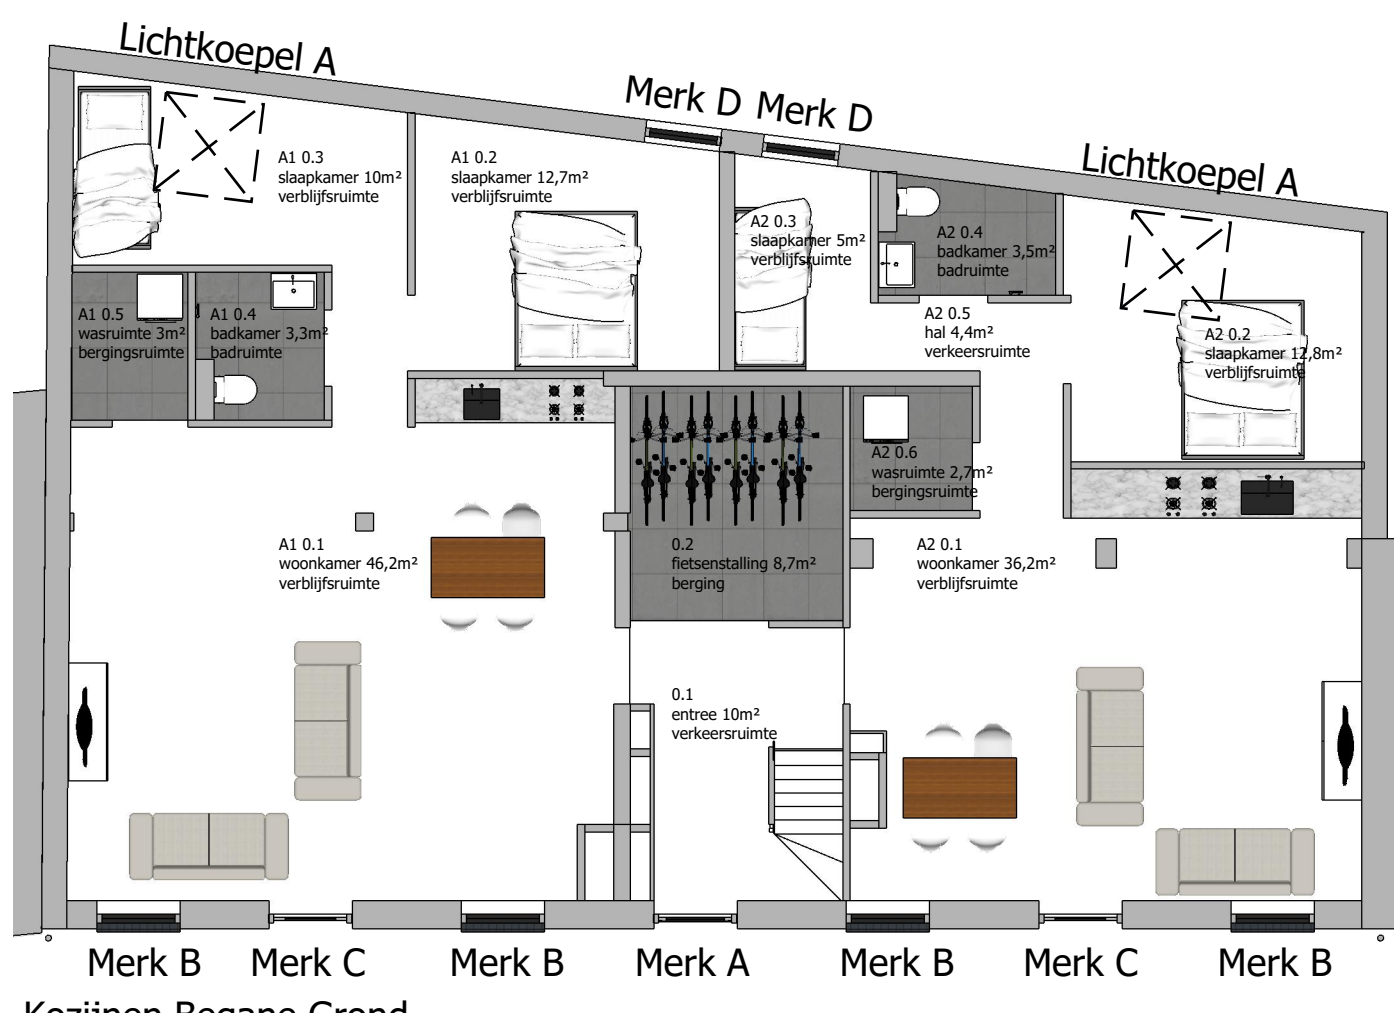 Lichtkoepel A
Merk D
Merk D
Lichtkoepel A
A1 0.3
slaapkamer 10m²
verblijfsruimte
A1 0.2
slaapkamer 12,7m²
verblijfsruimte
A2 0.3
slaapkamer 5m²
verblijfsruimte
A2 0.4
badkamer 3,5m²
badruimte
A1 0.5
wasruimte 3m²
bergingsruimte
A1 0.4
badkamer 3,3m²
badruimte
A2 0.5
hal 4,4m²
verkeersruimte
A2 0.2
slaapkamer 12,8m²
verblijfsruimte
A2 0.6
wasruimte 2,7m²
bergingsruimte
A1 0.1
woonkamer 46,2m²
verblijfsruimte
0.2
fietsenstalling 8,7m²
berging
A2 0.1
woonkamer 36,2m²
verblijfsruimte
0.1
entree 10m²
verkeersruimte
Merk B
Merk C
Merk B
Merk A
Merk B
Merk C
Merk B
Kozijnen Begane Grond